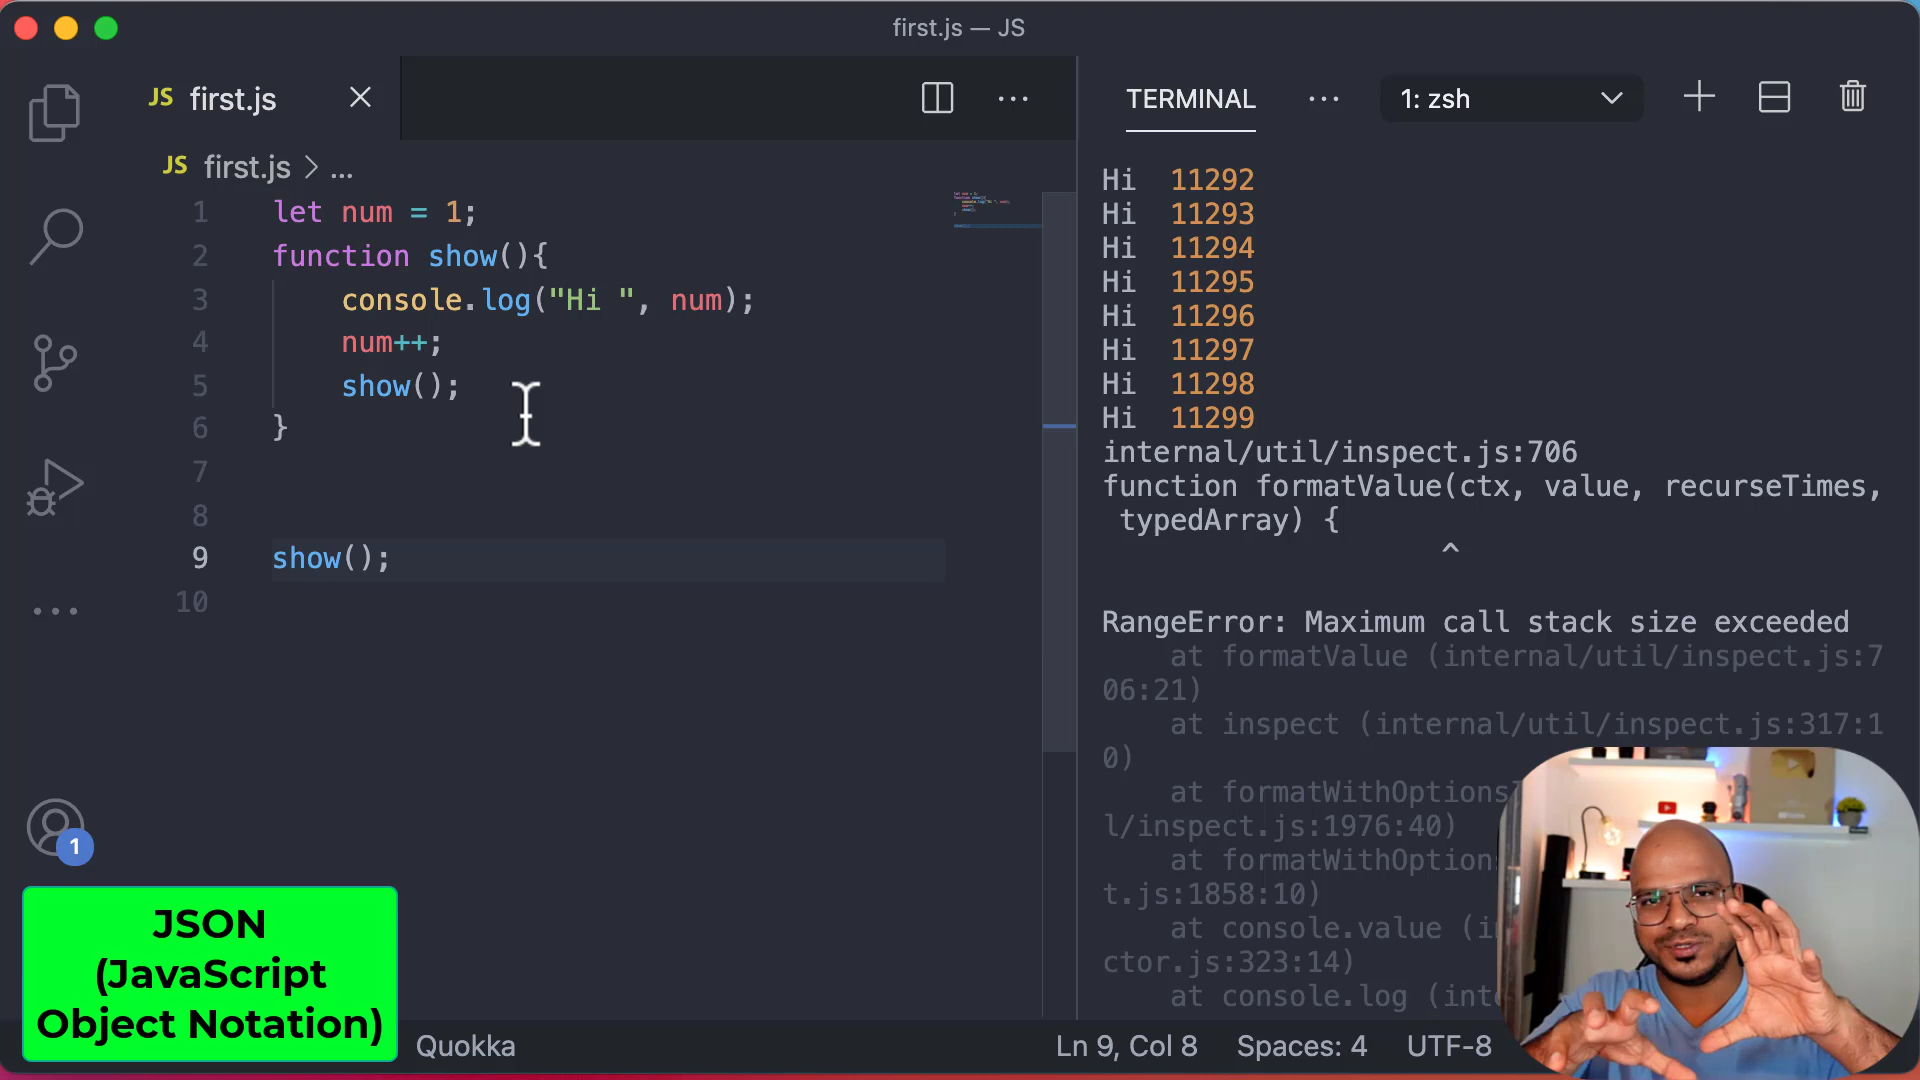 first.js — JS
JS first.js
JS first.js > ...
1 let num = 1;
2 function show(){
3 console.log("Hi ", num);
4 num++;
5 show();
6 }
7
8
9 show();
10
TERMINAL
1: zsh
Hi 11292
Hi 11293
Hi 11294
Hi 11295
Hi 11296
Hi 11297
Hi 11298
Hi 11299
internal/util/inspect.js:706
function formatValue(ctx, value, recurseTimes,
typedArray) {
^
RangeError: Maximum call stack size exceeded
at formatValue (internal/util/inspect.js:7
06:21)
at inspect (internal/util/inspect.js:317:1
0)
at formatWithOptions
l/inspect.js:1976:40)
at formatWithOption
t.js:1858:10)
at console.value (i
ctor.js:323:14)
at console.log (int
1
JSON
(JavaScript
Object Notation)
Quokka
Ln 9, Col 8 Spaces: 4 UTF-8